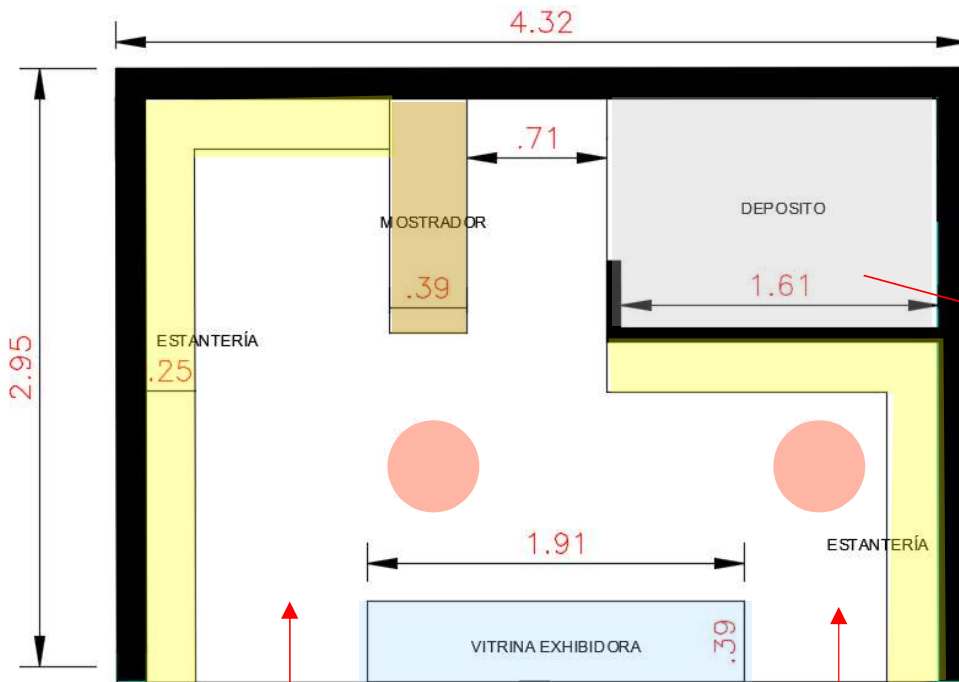 4.32
.71
DEPOSITO
MOSTRADOR
1.61
.39
ESTANTERÍA
.25
2.95
1.91
ESTANTERÍA
VITRINA EXHIBIDORA
.39